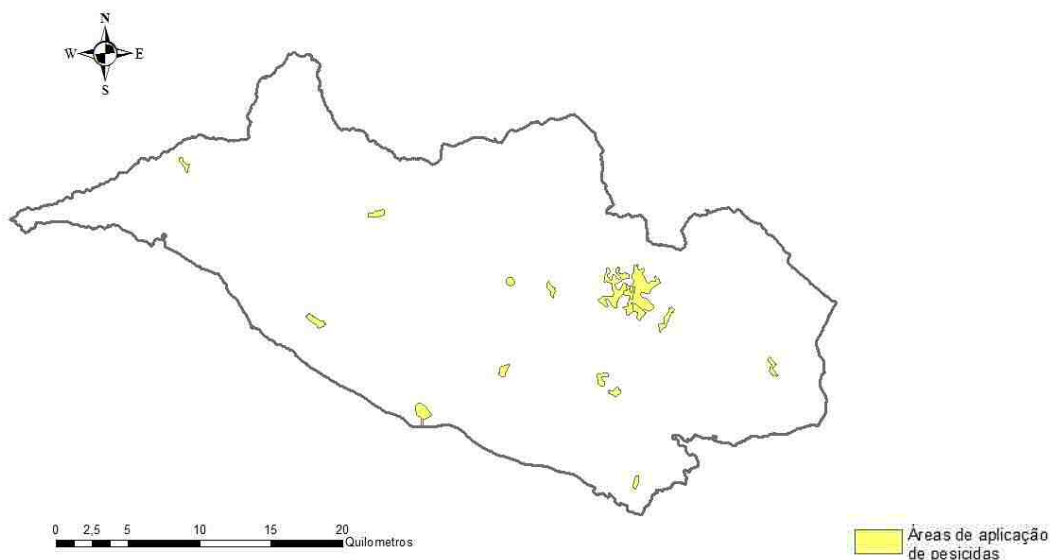 N
W E
S
0 2,5 5 10 15 20
Quilometros
Áreas de aplicação
de pesicidas